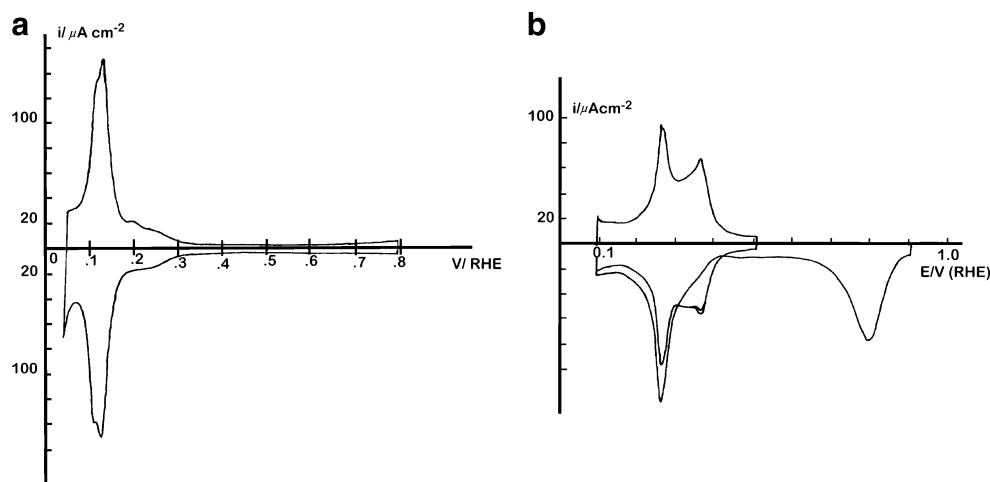 a
i/ μA cm-2
100
20
0 .1 .2 .3 .4 .5 .6 .7 .8
V/ RHE
20
100
b
i/μAcm-2
100
20
0.1 1.0
E/V (RHE)